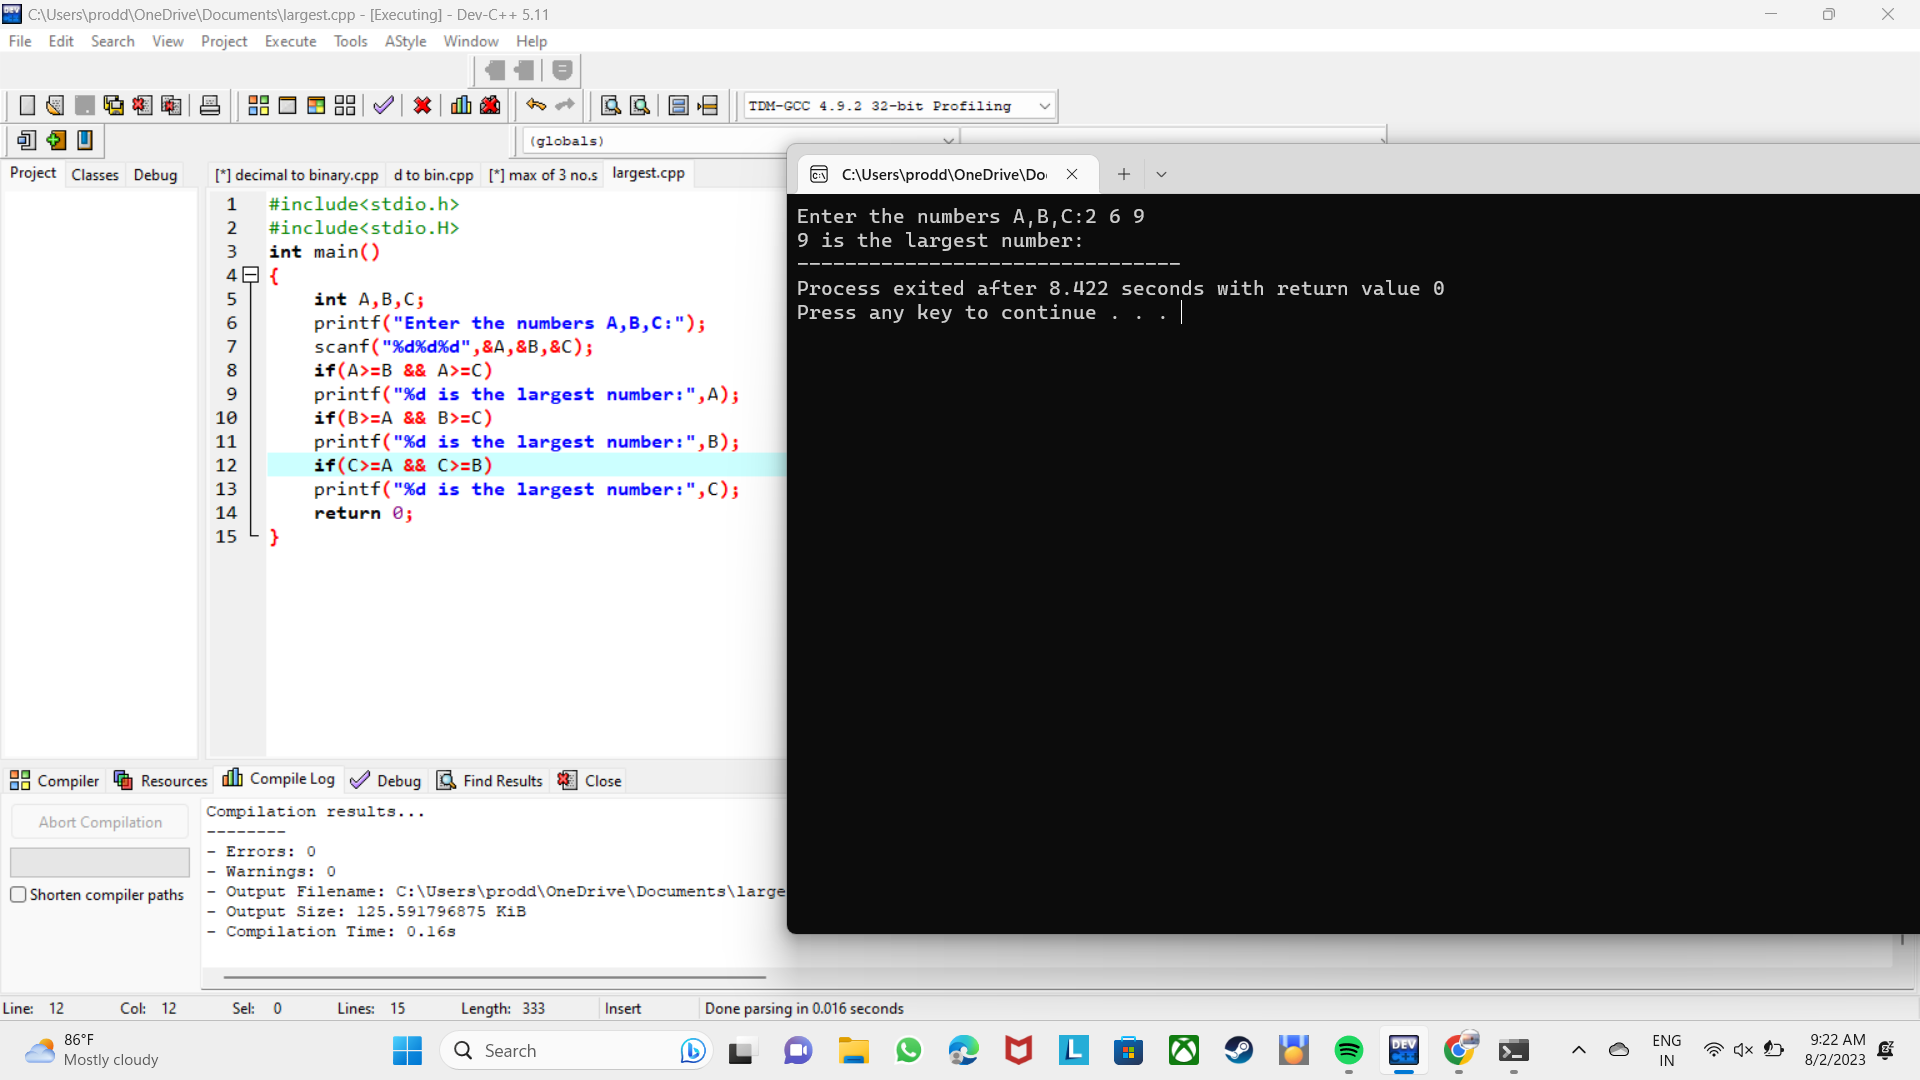 C:\Users\prodd\OneDrive\Documents\largest.cpp - [Executing] - Dev-C++ 5.11
File Edit Search View Project Execute Tools AStyle Window Help
TDM-GCC 4.9.2 32-bit Profiling
(globals)
Project Classes Debug
[*] decimal to binary.cpp d to bin.cpp [*] max of 3 no.s largest.cpp
1 #include<stdio.h>
2 #include<stdio.H>
3 int main()
4 {
5 int A,B,C;
6 printf("Enter the numbers A,B,C:");
7 scanf("%d%d%d",&A,&B,&C);
8 if(A>=B && A>=C)
9 printf("%d is the largest number:",A);
10 if(B>=A && B>=C)
11 printf("%d is the largest number:",B);
12 if(C>=A && C>=B)
13 printf("%d is the largest number:",C);
14 return 0;
15 }
C:\Users\prodd\OneDrive\Do
Enter the numbers A,B,C:2 6 9
9 is the largest number:
--------------------------------
Process exited after 8.422 seconds with return value 0
Press any key to continue . . .
Compiler Resources Compile Log Debug Find Results Close
Abort Compilation
Shorten compiler paths
Compilation results...
--------
- Errors: 0
- Warnings: 0
- Output Filename: C:\Users\prodd\OneDrive\Documents\large
- Output Size: 125.591796875 KiB
- Compilation Time: 0.16s
Line: 12 Col: 12 Sel: 0 Lines: 15 Length: 333 Insert Done parsing in 0.016 seconds
86°F
Mostly cloudy
Search
DEV
C++
L
ENG
IN
9:22 AM
8/2/2023